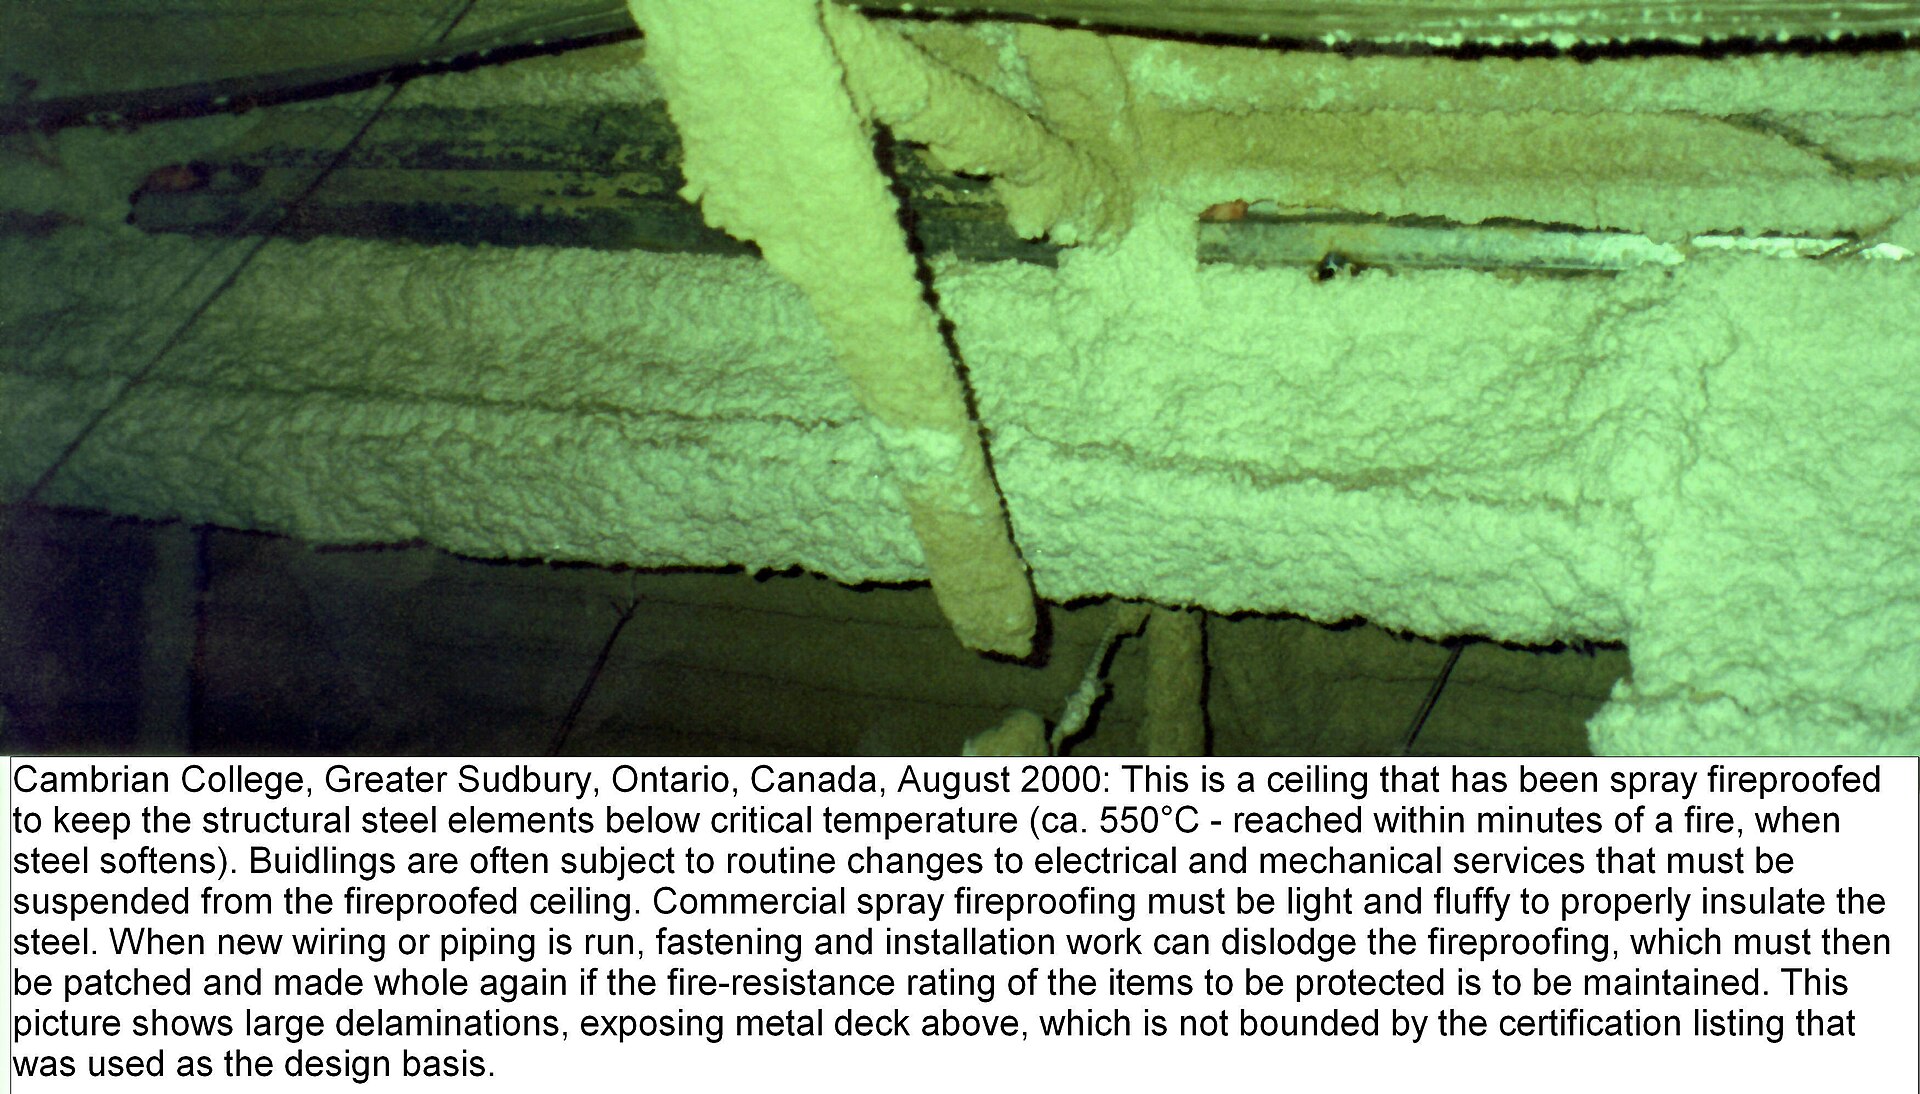 Cambrian College, Greater Sudbury, Ontario, Canada, August 2000: This is a ceiling that has been spray fireproofed
to keep the structural steel elements below critical temperature (ca. 550°C - reached within minutes of a fire, when
steel softens). Buidlings are often subject to routine changes to electrical and mechanical services that must be
suspended from the fireproofed ceiling. Commercial spray fireproofing must be light and fluffy to properly insulate the
steel. When new wiring or piping is run, fastening and installation work can dislodge the fireproofing, which must then
be patched and made whole again if the fire-resistance rating of the items to be protected is to be maintained. This
picture shows large delaminations, exposing metal deck above, which is not bounded by the certification listing that
was used as the design basis.